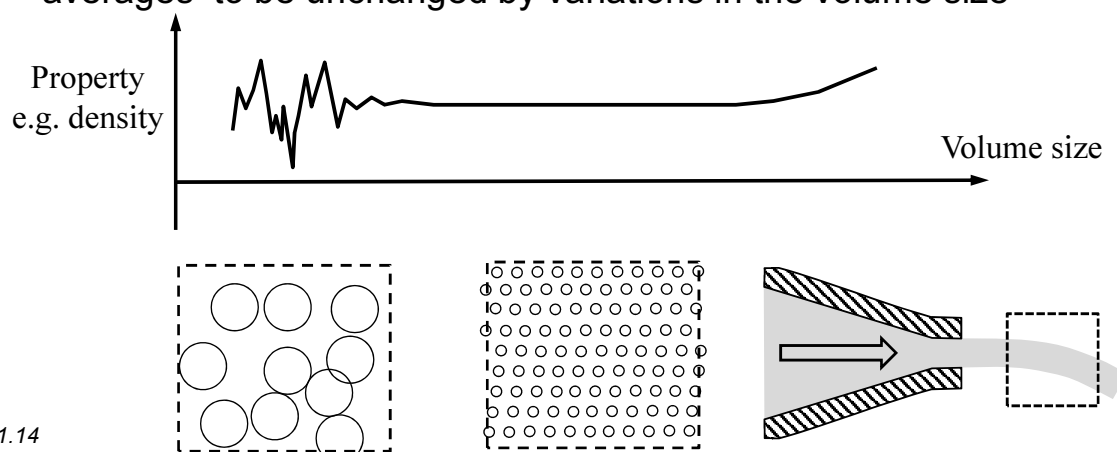 averages' to be unchanged by variations in the volume size
Property
e.g. density
Volume size
1.14